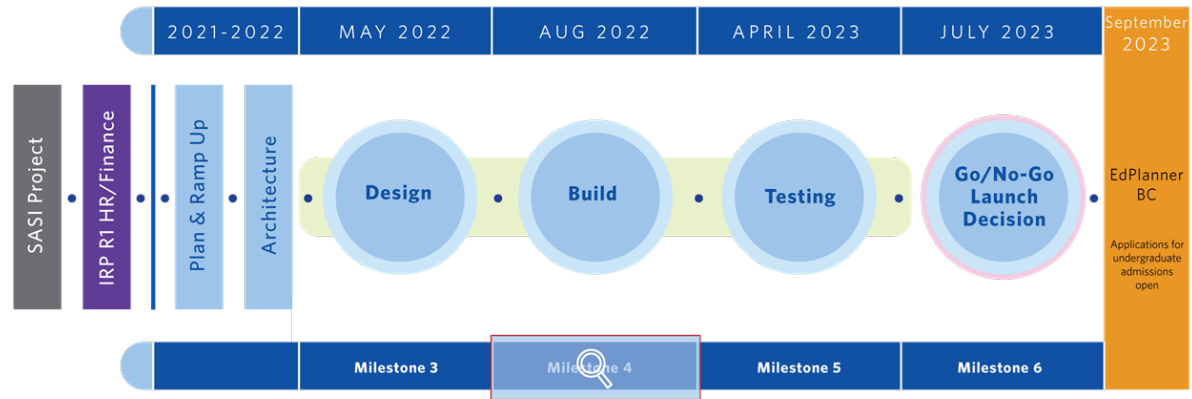 2021-2022
MAY 2022
AUG 2022
APRIL 2023
JULY 2023
September
2023
SASI Project
IRP R1 HR/Finance
Plan & Ramp Up
Architecture
Design
Build
Testing
Go/No-Go
Launch
Decision
EdPlanner
BC
Applications for
undergraduate
admissions
open
Milestone 3
Milestone 4
Milestone 5
Milestone 6